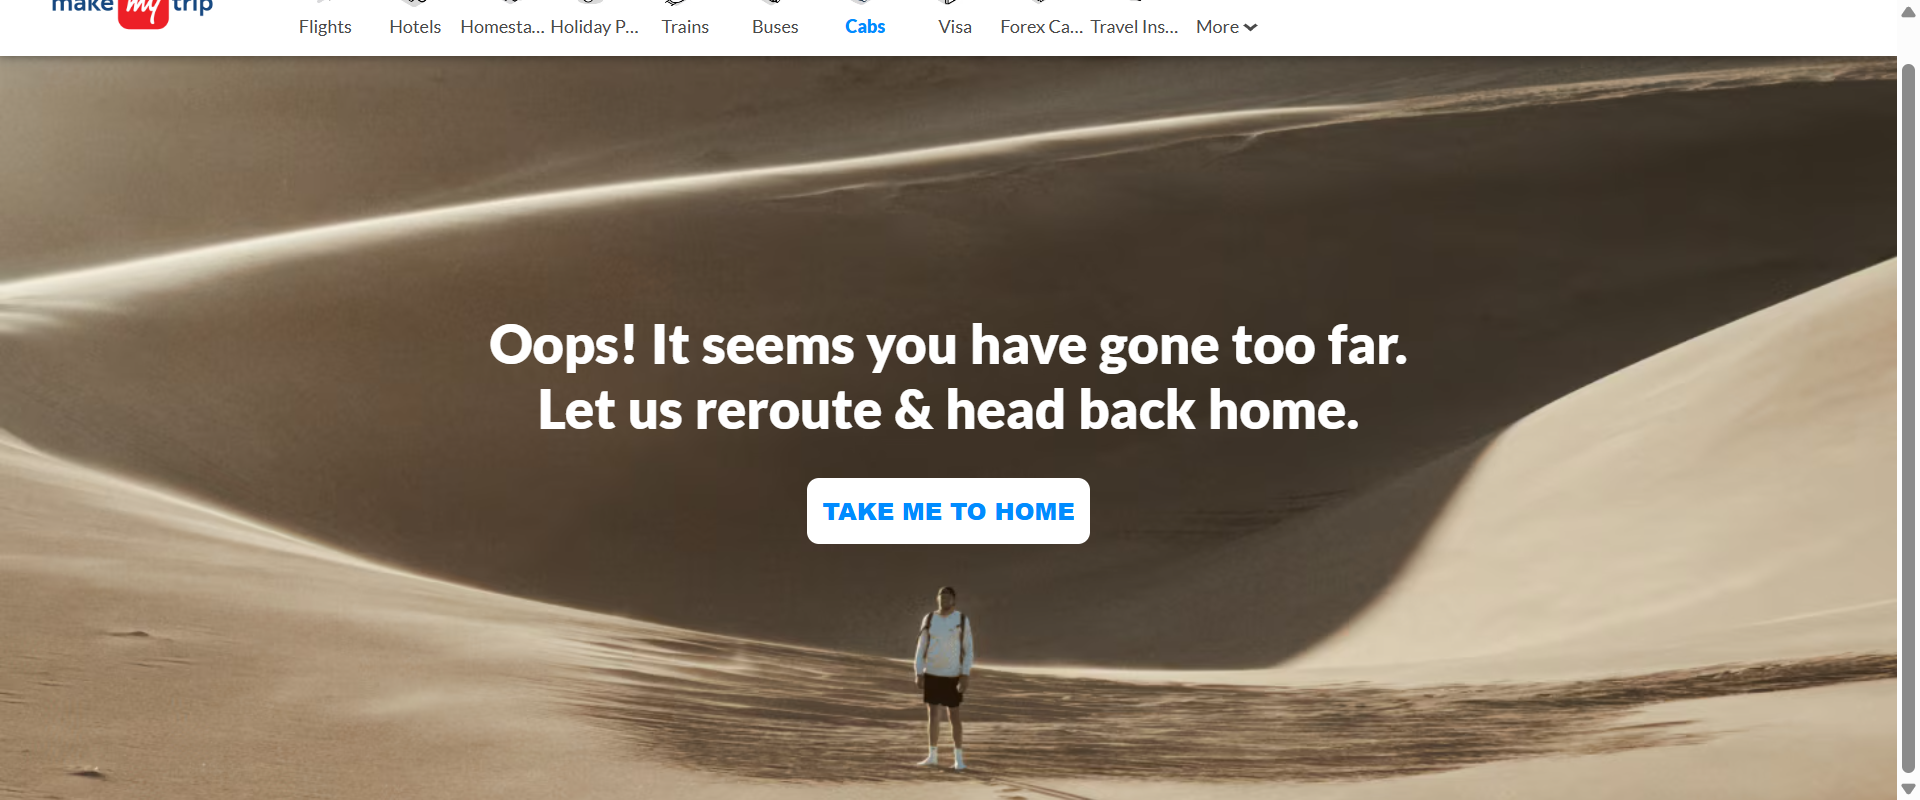 make my trip
Flights Hotels Homesta... Holiday P... Trains Buses Cabs Visa Forex Ca... Travel Ins... More
Oops! It seems you have gone too far.
Let us reroute & head back home.
TAKE ME TO HOME